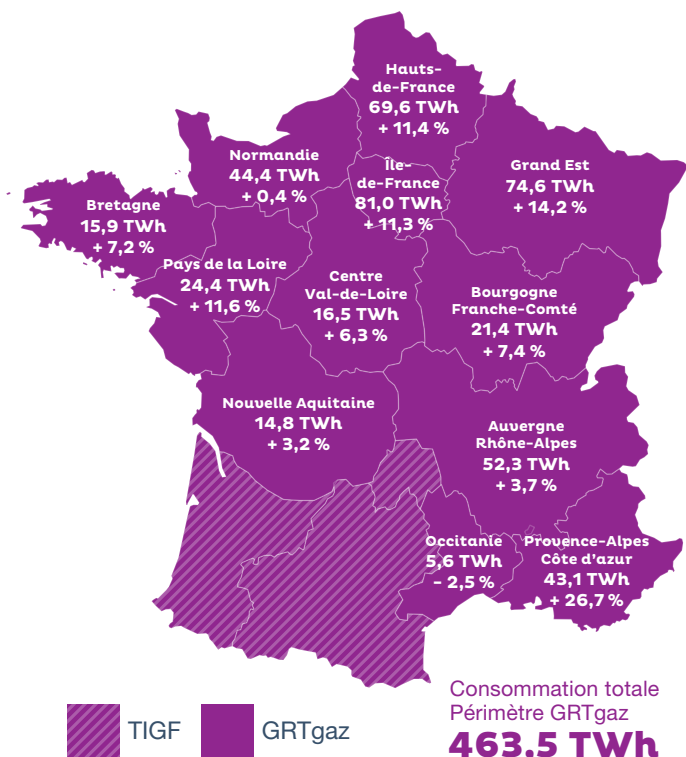 Hauts-
de-France
69,6 TWh
+ 11,4 %
Normandie
44,4 TWh
+ 0,4 %
Île-
de-France
81,0 TWh
+ 11,3 %
Grand Est
74,6 TWh
+ 14,2 %
Bretagne
15,9 TWh
+ 7,2 %
Pays de la Loire
24,4 TWh
+ 11,6 %
Centre
Val-de-Loire
16,5 TWh
+ 6,3 %
Bourgogne
Franche-Comté
21,4 TWh
+ 7,4 %
Nouvelle Aquitaine
14,8 TWh
+ 3,2 %
Auvergne
Rhône-Alpes
52,3 TWh
+ 3,7 %
Occitanie
5,6 TWh
- 2,5 %
Provence-Alpes
Côte d'azur
43,1 TWh
+ 26,7 %
TIGF
GRTgaz
Consommation totale
Périmètre GRTgaz
463.5 TWh